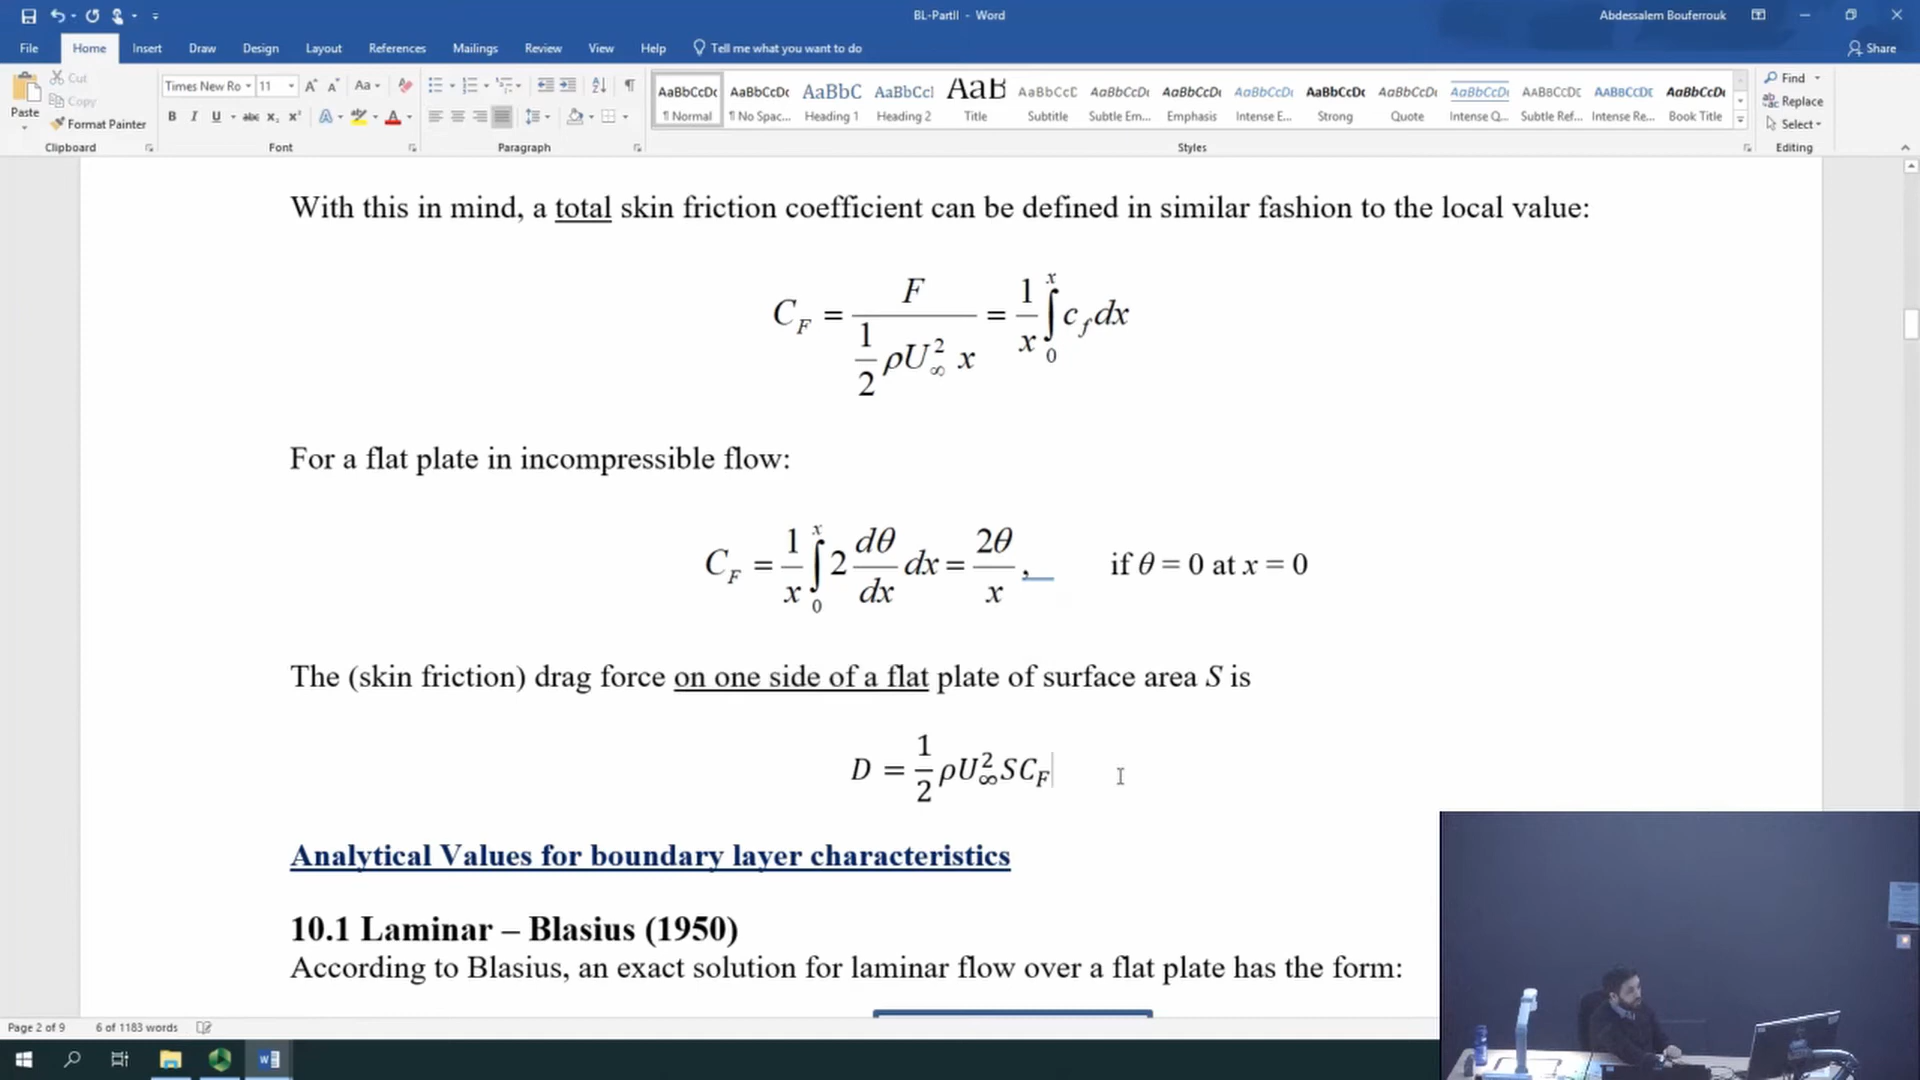 BL-PartII - Word
Abdessalem Bouferrouk
File Home Insert Draw Design Layout References Mailings Review View Help Tell me what you want to do
Share
Paste
Cut
Copy
Format Painter
Clipboard
Times New Ro 11
Font
Paragraph
AaBbCcDc AaBbCcDc AaBbC AaBbCcI AaB AaBbCcC AaBbCcDi AaBbCcDi AaBbCcDi AaBbCcDc AaBbCcDi AaBbCcDi AABBCCDE AABBCCDE AaBbCcDi
¶ Normal ¶ No Spac... Heading 1 Heading 2 Title Subtitle Subtle Em... Emphasis Intense E... Strong Quote Intense Q... Subtle Ref... Intense Re... Book Title
Styles
Find
Replace
Select
Editing
With this in mind, a total skin friction coefficient can be defined in similar fashion to the local value:
C_F = F / (1/2 ρU_∞^2 x) = 1/x ∫_0^x c_f dx
For a flat plate in incompressible flow:
C_F = 1/x ∫_0^x 2 dθ/dx dx = 2θ/x , if θ = 0 at x = 0
The (skin friction) drag force on one side of a flat plate of surface area S is
D = 1/2 ρU_∞^2 SC_F
Analytical Values for boundary layer characteristics
10.1 Laminar – Blasius (1950)
According to Blasius, an exact solution for laminar flow over a flat plate has the form:
Page 2 of 9 6 of 1183 words